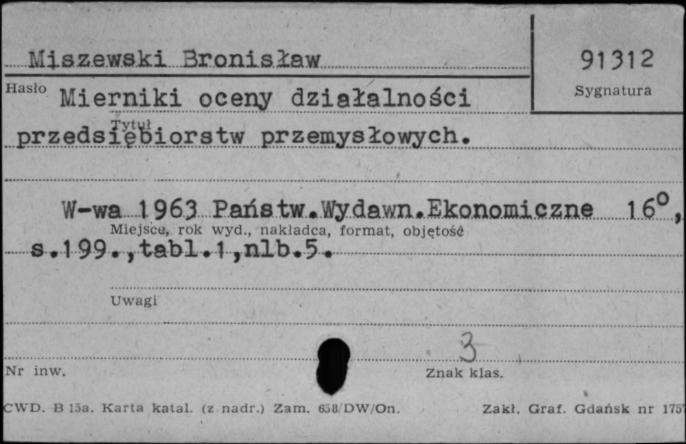 Miszewski Bronisław
91312
Sygnatura
Hasło
Mierniki oceny działalności
Tytuł
przedsiębiorstw przemysłowych.
W-wa 1963 Państw.Wydawn.Ekonomiczne 16°,
Miejsce, rok wyd., nakładca, format, objętość
s.199.,tabl.1,nlb.5.
Uwagi
3
Nr inw.
Znak klas.
CWD. B 15a. Karta katal. (z nadr.) Zam. 658/DW/On.
Zakł. Graf. Gdańsk nr 175